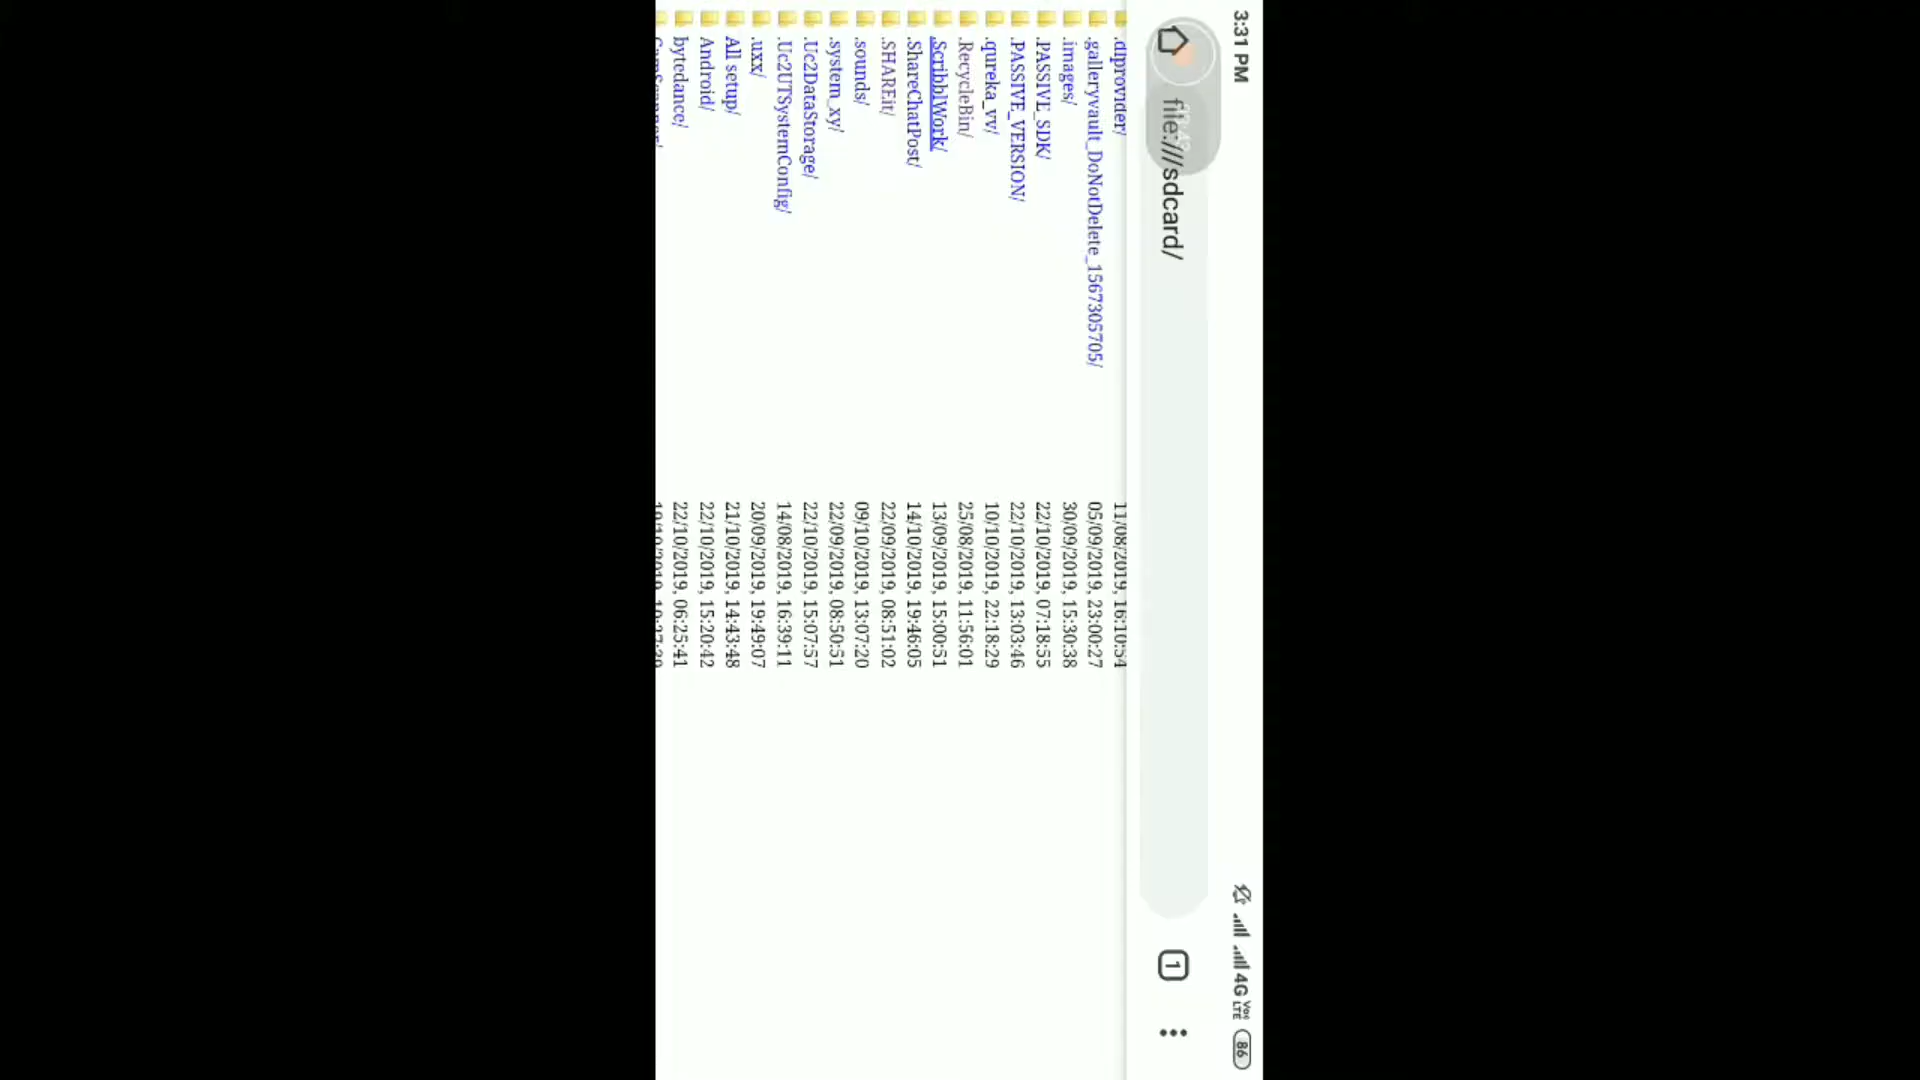 3:31 PM
4G Vo) LTE 86
file:///sdcard/
1
.dlprovider/ 11/08/2019, 16:10:54
.galleryvault_DoNotDelete_1567305705/ 05/09/2019, 23:00:27
.images/ 30/09/2019, 15:30:38
.PASSIVE_SDK/ 22/10/2019, 07:18:55
.PASSIVE_VERSION/ 22/10/2019, 13:03:46
.qureka_vv/ 10/10/2019, 22:18:29
.RecycleBin/ 25/08/2019, 11:56:01
.ScribblWork/ 13/09/2019, 15:00:51
.ShareChatPost/ 14/10/2019, 19:46:05
.SHAREit/ 22/09/2019, 08:51:02
.sounds/ 09/10/2019, 13:07:20
.system_xy/ 22/09/2019, 08:50:51
.Uc2DataStorage/ 22/10/2019, 15:07:57
.Uc2UTSystemConfig/ 14/08/2019, 16:39:11
.uxx/ 20/09/2019, 19:49:07
All setup/ 21/10/2019, 14:43:48
Android/ 22/10/2019, 15:20:42
bytedance/ 22/10/2019, 06:25:41